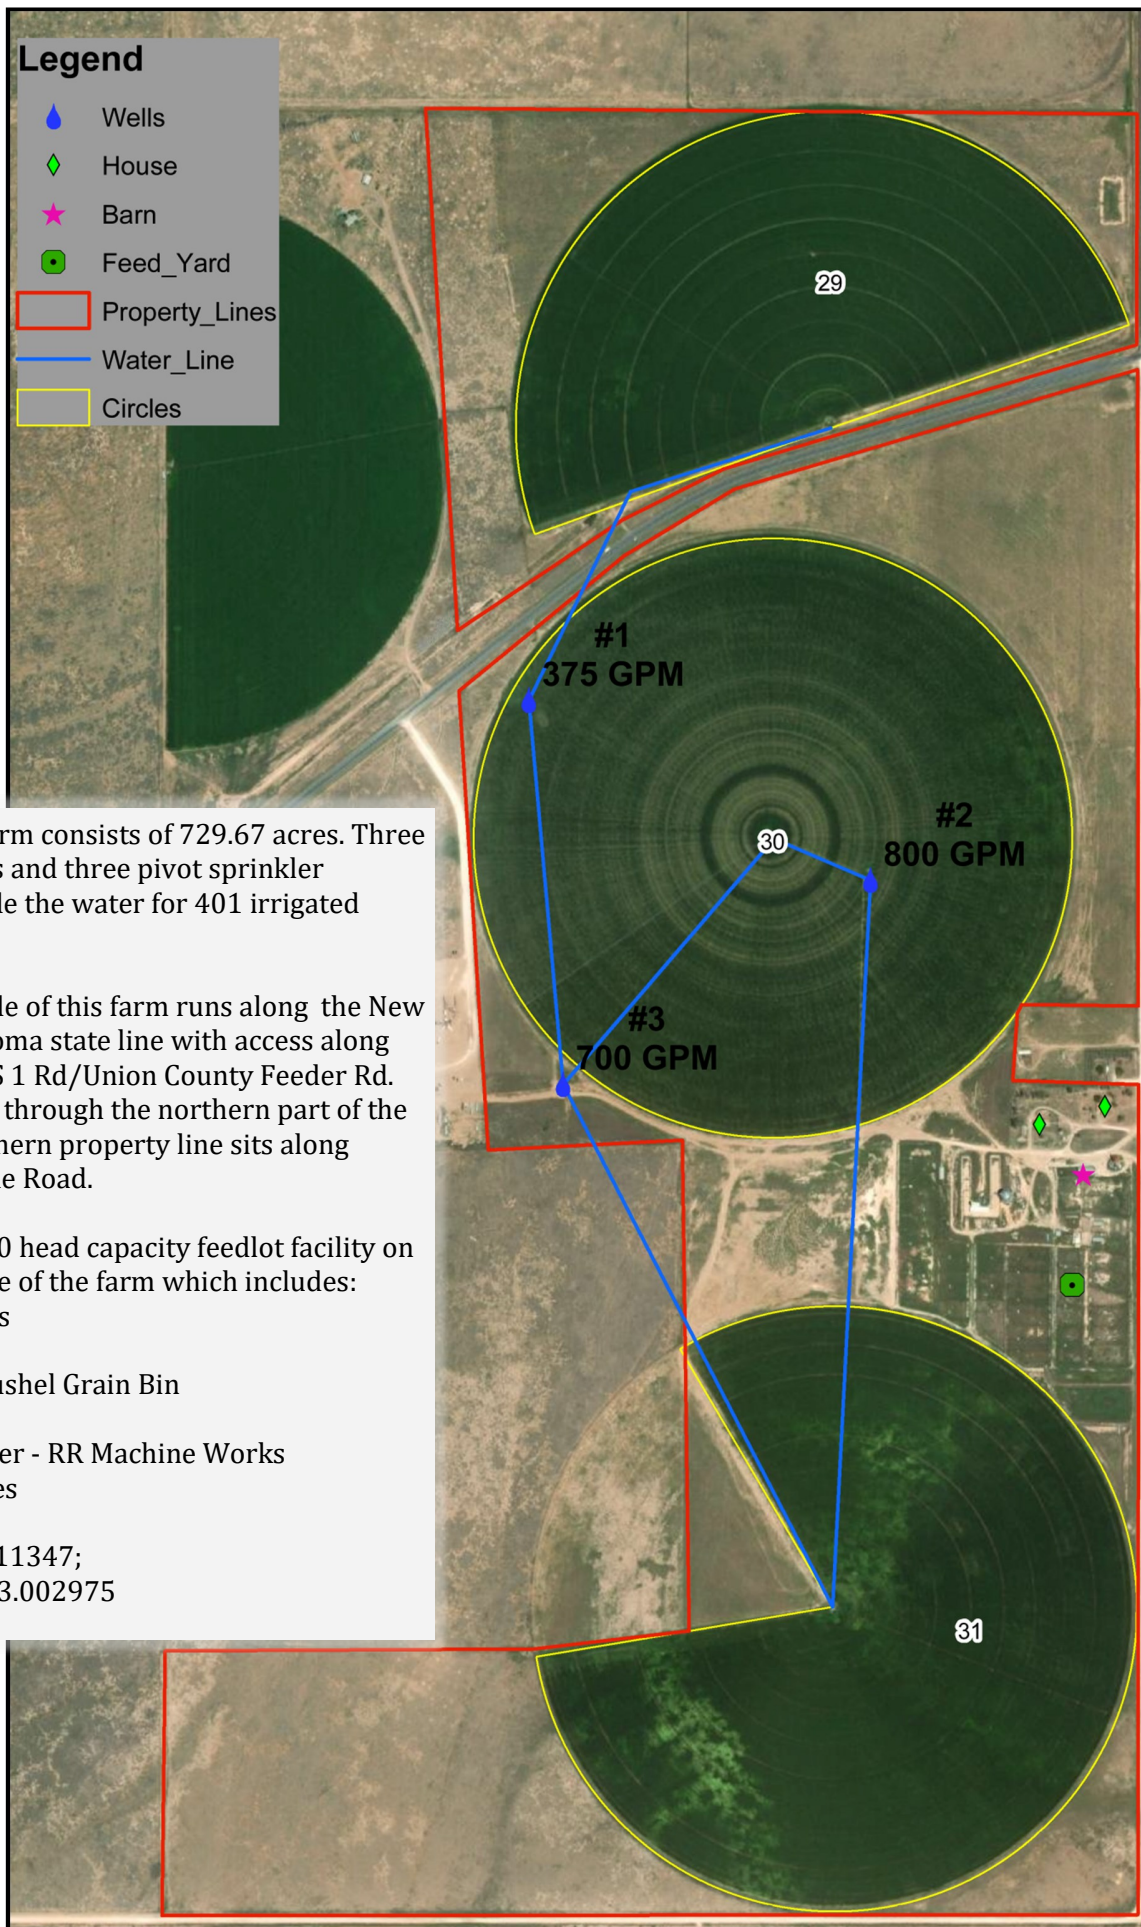 Legend
Wells
House
Barn
Feed_Yard
Property_Lines
Water_Line
Circles
29
#1
375 GPM
#2
800 GPM
30
#3
700 GPM
31
rm consists of 729.67 acres. Three
s and three pivot sprinkler
le the water for 401 irrigated
le of this farm runs along the New
oma state line with access along
S 1 Rd/Union County Feeder Rd.
through the northern part of the
hern property line sits along
e Road.
0 head capacity feedlot facility on
e of the farm which includes:
s
ushel Grain Bin
er - RR Machine Works
es
11347;
3.002975